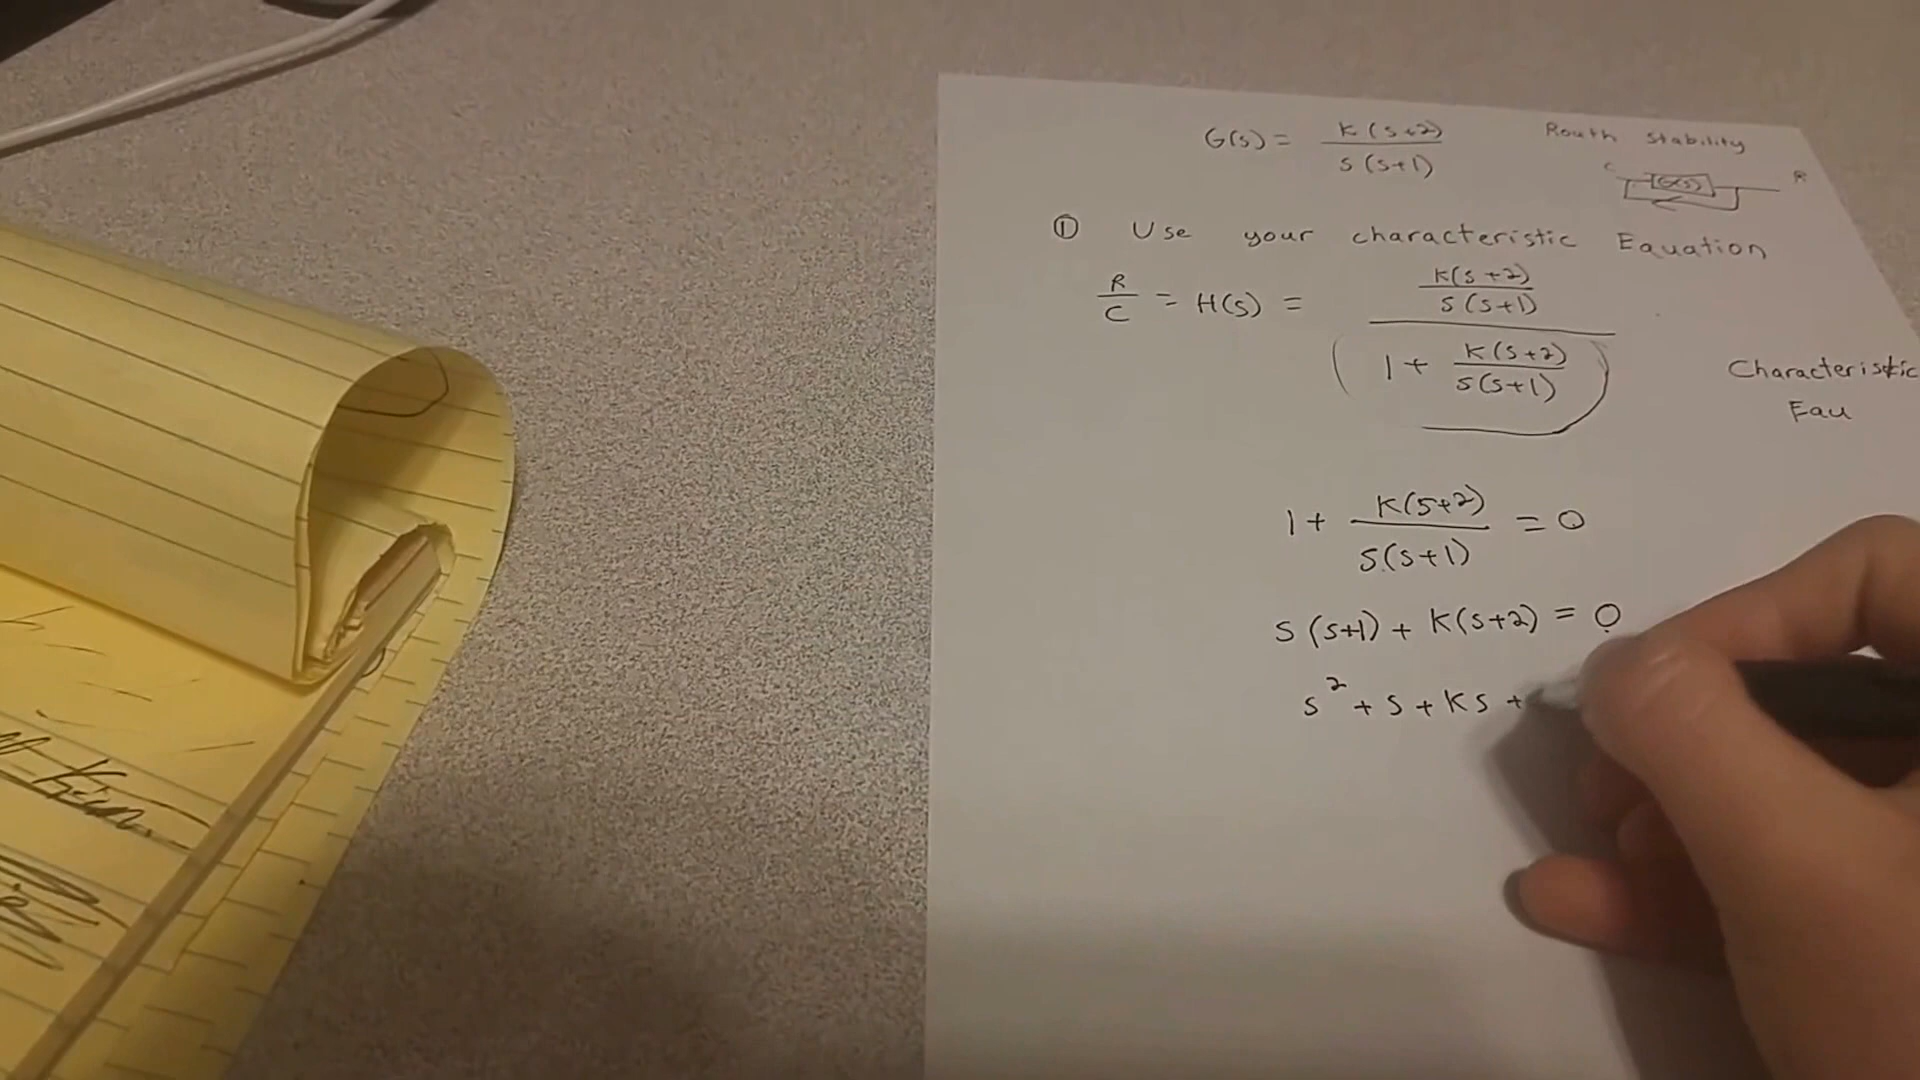 G(s) = K(s+2) / s(s+1)
Routh Stability
C G(s) R
① Use your characteristic Equation
R/C = H(s) = (K(s+2) / s(s+1)) / (1 + K(s+2) / s(s+1))
Characteristic
Equ
1 + K(s+2) / s(s+1) = 0
s(s+1) + K(s+2) = 0
s² + s + Ks +